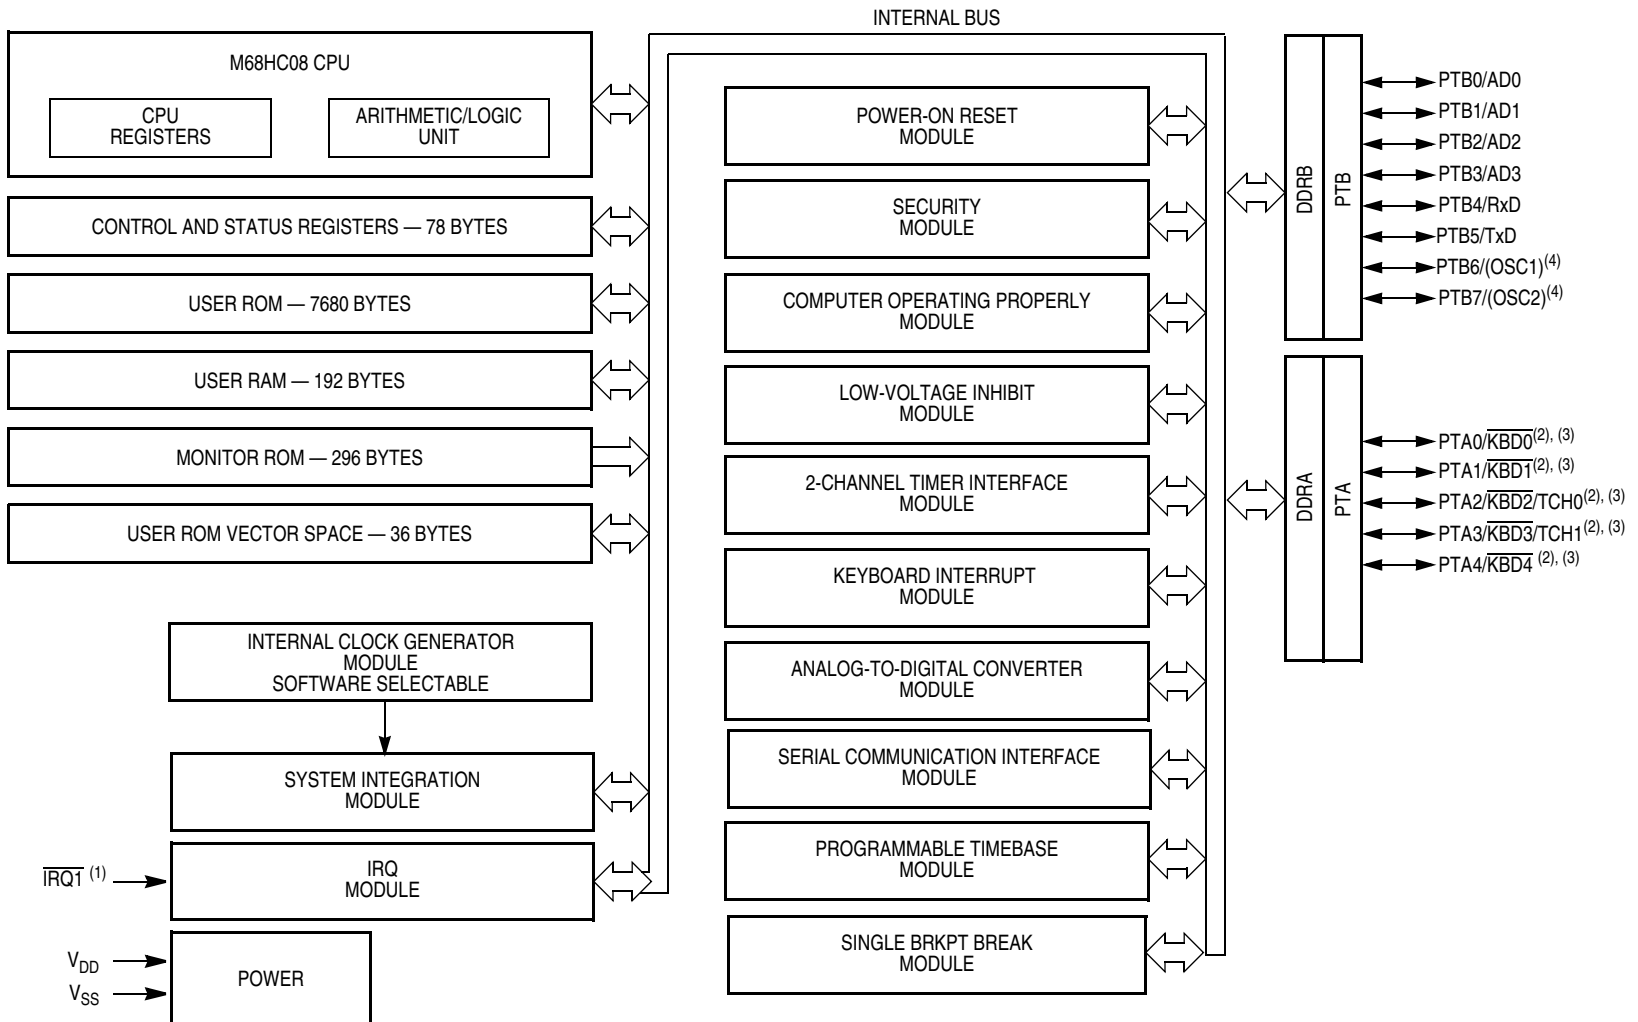 INTERNAL BUS
M68HC08 CPU
CPU
REGISTERS
ARITHMETIC/LOGIC
UNIT
CONTROL AND STATUS REGISTERS — 78 BYTES
USER ROM — 7680 BYTES
USER RAM — 192 BYTES
MONITOR ROM — 296 BYTES
USER ROM VECTOR SPACE — 36 BYTES
INTERNAL CLOCK GENERATOR
MODULE
SOFTWARE SELECTABLE
SYSTEM INTEGRATION
MODULE
IRQ1 (1)
IRQ
MODULE
VDD
VSS
POWER
POWER-ON RESET
MODULE
SECURITY
MODULE
COMPUTER OPERATING PROPERLY
MODULE
LOW-VOLTAGE INHIBIT
MODULE
2-CHANNEL TIMER INTERFACE
MODULE
KEYBOARD INTERRUPT
MODULE
ANALOG-TO-DIGITAL CONVERTER
MODULE
SERIAL COMMUNICATION INTERFACE
MODULE
PROGRAMMABLE TIMEBASE
MODULE
SINGLE BRKPT BREAK
MODULE
DDRB
PTB
PTB0/AD0
PTB1/AD1
PTB2/AD2
PTB3/AD3
PTB4/RxD
PTB5/TxD
PTB6/(OSC1)(4)
PTB7/(OSC2)(4)
DDRA
PTA
PTA0/KBD0(2), (3)
PTA1/KBD1(2), (3)
PTA2/KBD2/TCH0(2), (3)
PTA3/KBD3/TCH1(2), (3)
PTA4/KBD4 (2), (3)